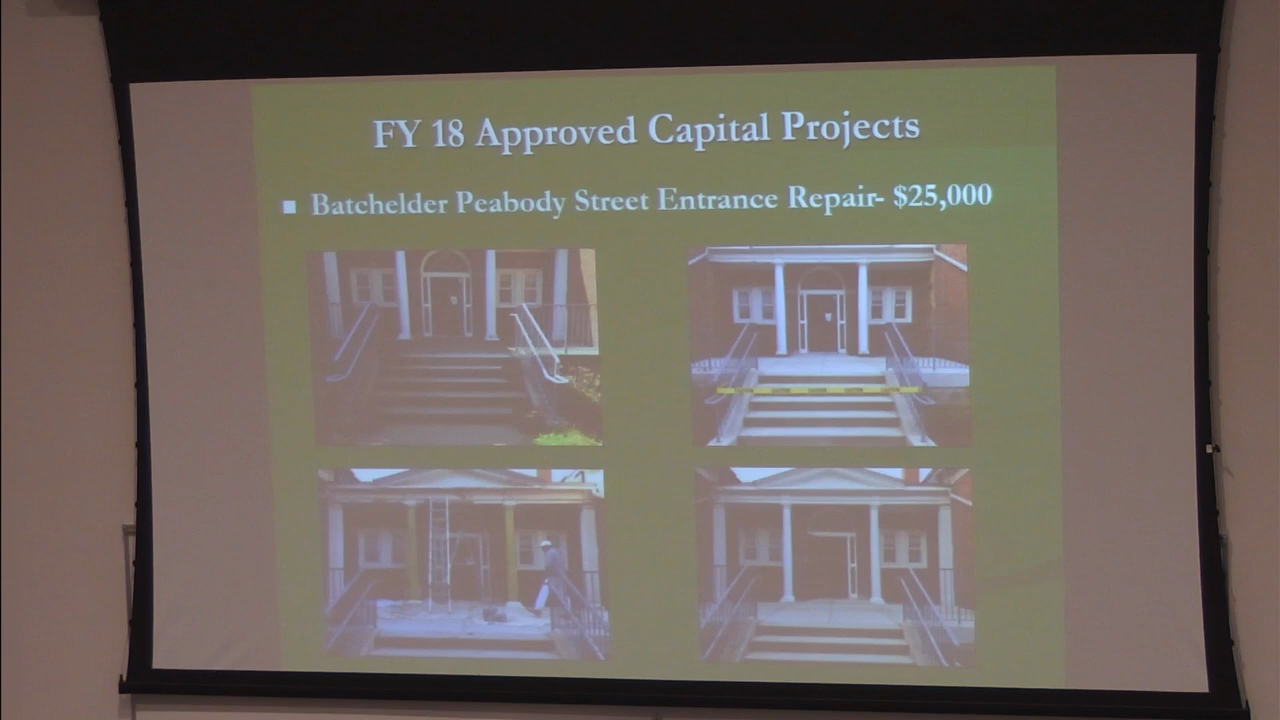 FY 18 Approved Capital Projects
▪ Batchelder Peabody Street Entrance Repair- $25,000